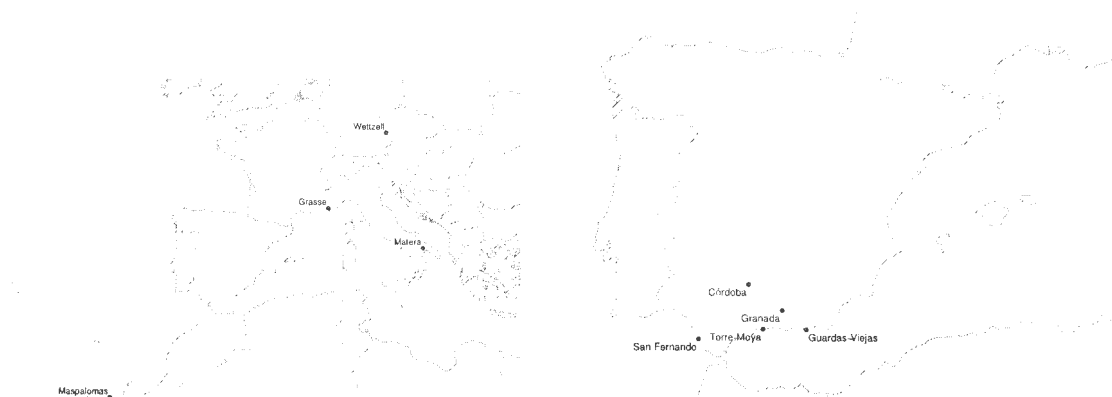 Wettzell
Grasse
Matera
Maspalomas
Córdoba
Granada
Torre-Moya
Guardas-Viejas
San Fernando